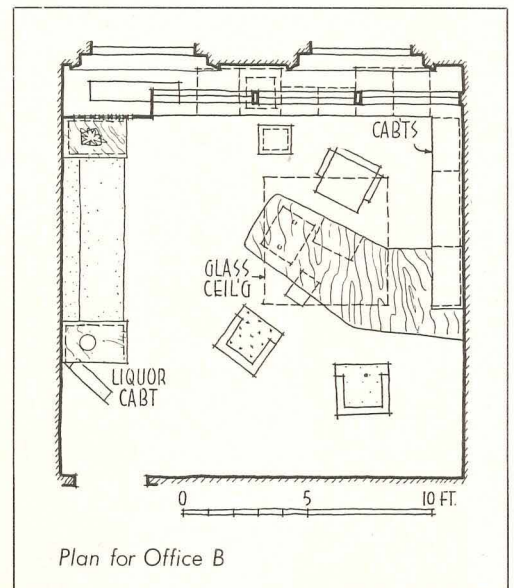 CABTS
GLASS
CEIL'G
LIQUOR
CABT
0 5 10 FT.
Plan for Office B